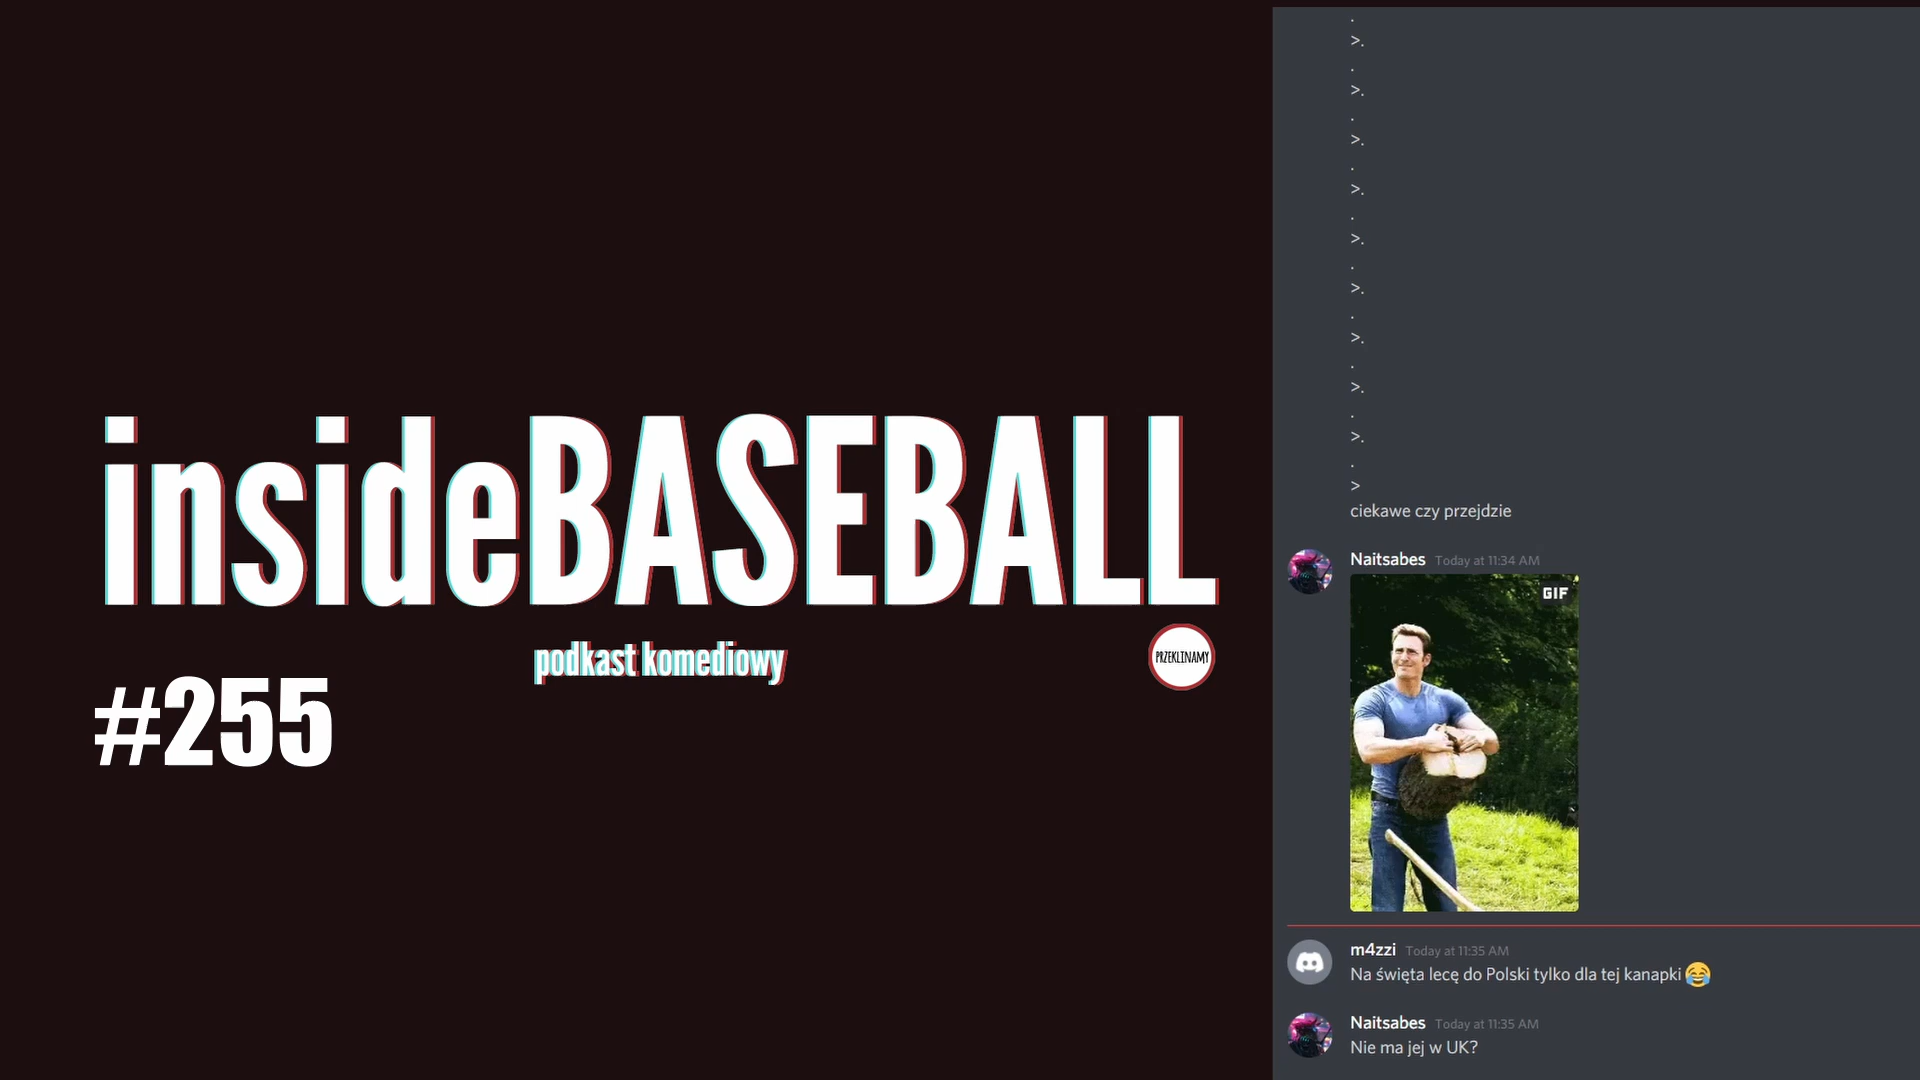 insideBASEBALL
podkast komediowy
PRZEKLINAMY
#255
.
>.
.
>.
.
>.
.
>.
.
>.
.
>.
.
>.
.
>.
.
>.
.
>
ciekawe czy przejdzie
Naitsabes Today at 11:34 AM
GIF
m4zzi Today at 11:35 AM
Na święta lecę do Polski tylko dla tej kanapki 😂
Naitsabes Today at 11:35 AM
Nie ma jej w UK?